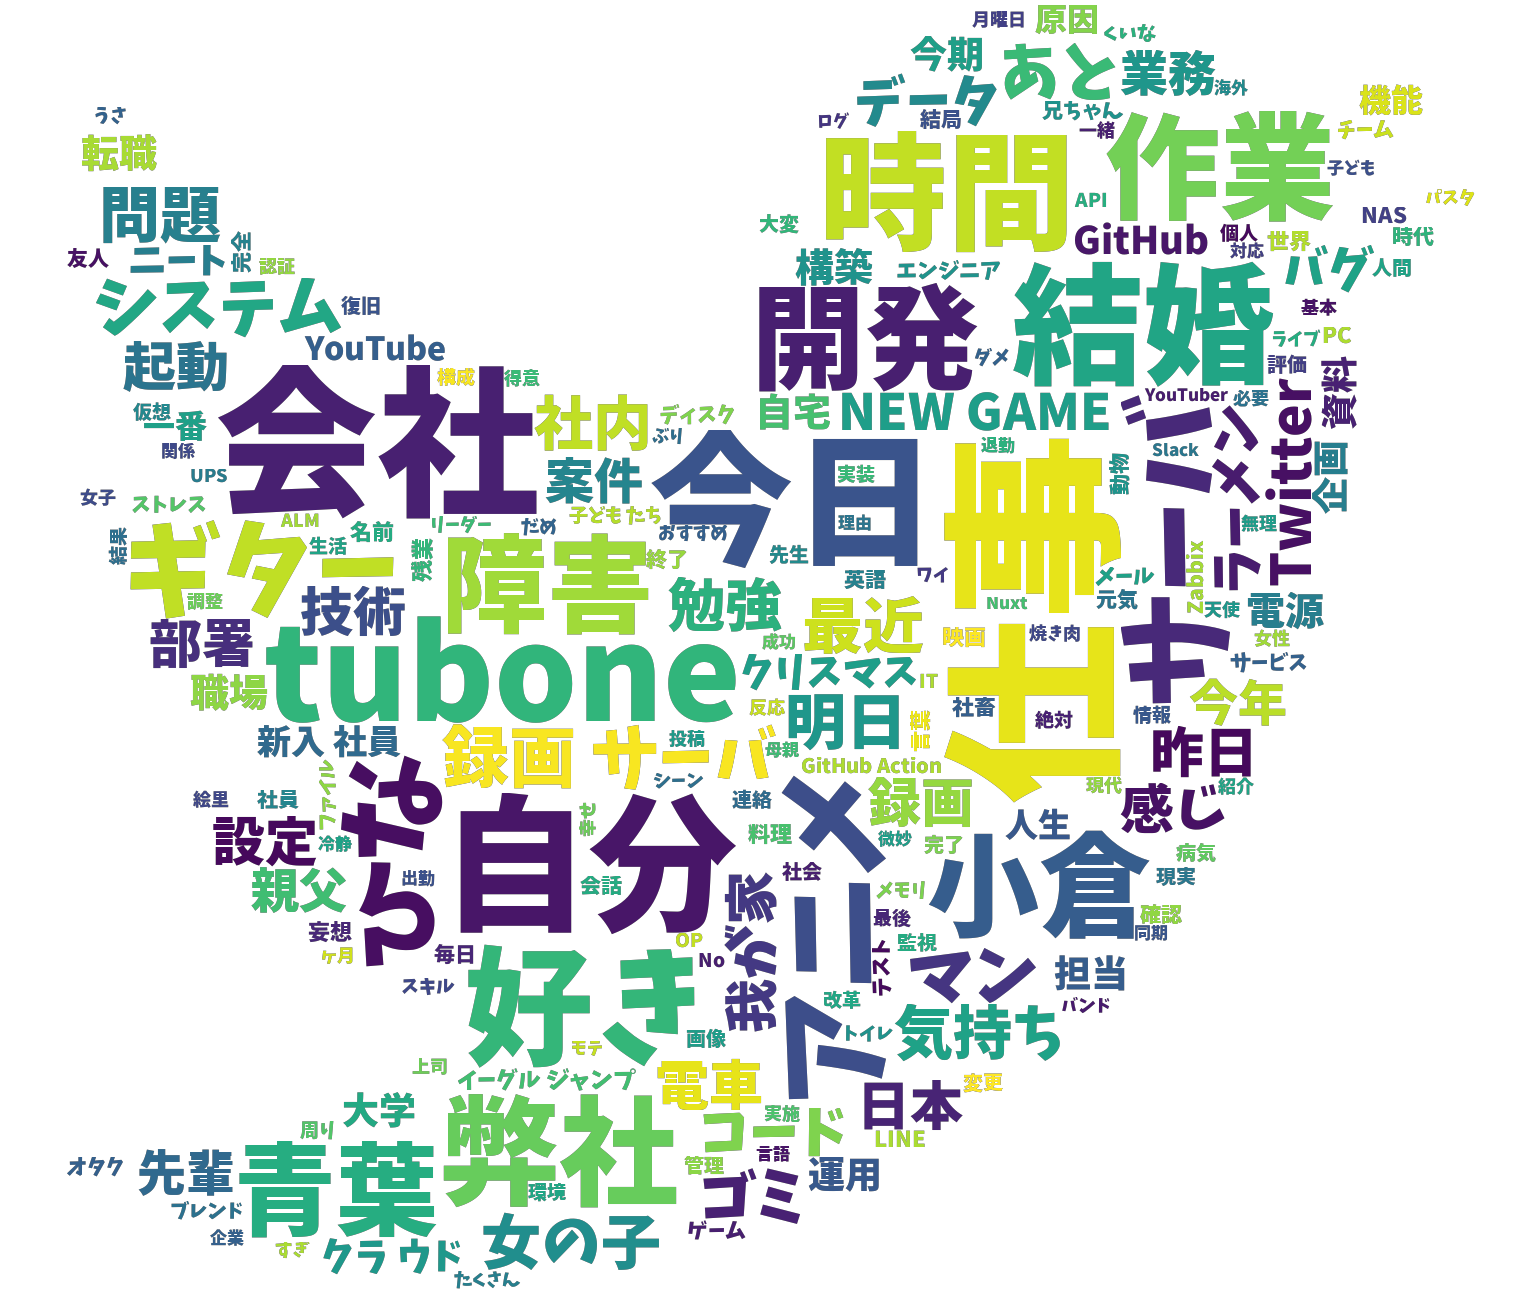 月曜日
原因
くいな
今期
あと
業務
海外
データ
兄ちゃん
機能
うさ
ログ
結局
一緒
チーム
転職
時間
作業
子ども
問題
大変
API
NAS
パスタ
友人
ニート
完全
認証
GitHub
個人
対応
世界
時代
構築
エンジニア
バグ
人間
システム
復旧
開発
結婚
基本
起動
YouTube
ダメ
ライブ
PC
構成
得意
評価
会社
社内
ディスク
自宅
NEW GAME
YouTuber
必要
資料
仮想
一番
ぶり
サーバ
ラーメン
Twitter
関係
案件
今日
退勤
Slack
UPS
実装
動物
企画
女子
ストレス
仕事
ALM
名前
リーダー
だめ
子どもたち
おすすめ
理由
無理
結果
ギター
生活
残業
障害
終了
先生
英語
ワイ
メール
Zabbix
調整
技術
勉強
最近
Nuxt
元気
天使
電源
部署
tubone
成功
映画
焼き肉
女性
職場
クリスマス
IT
サービス
反応
明日
社畜
絶対
情報
今年
新入 社員
録画 サーバ
投稿
母親
昨日
シーン
GitHub Action
現代
紹介
絵里
社員
ファイル
やら
自分
幸せ
連絡
アニメ
録画
人生
感じ
設定
冷静
料理
微妙
完了
小倉
病気
親父
出勤
会話
社会
メモリ
現実
妄想
我が家
最後
確認
同期
ケ月
毎日
OP
No
テスト
監視
マン
担当
スキル
好き
改革
バンド
画像
トイレ
気持ち
上司
モテ
イーグル ジャンプ
電車
日本
変更
大学
弊社
コード
実施
周り
LINE
オタク
先輩
青葉
管理
言語
運用
環境
ゴミ
ブレンド
企業
ゲーム
すぎ
クラウド
女の子
たくさん